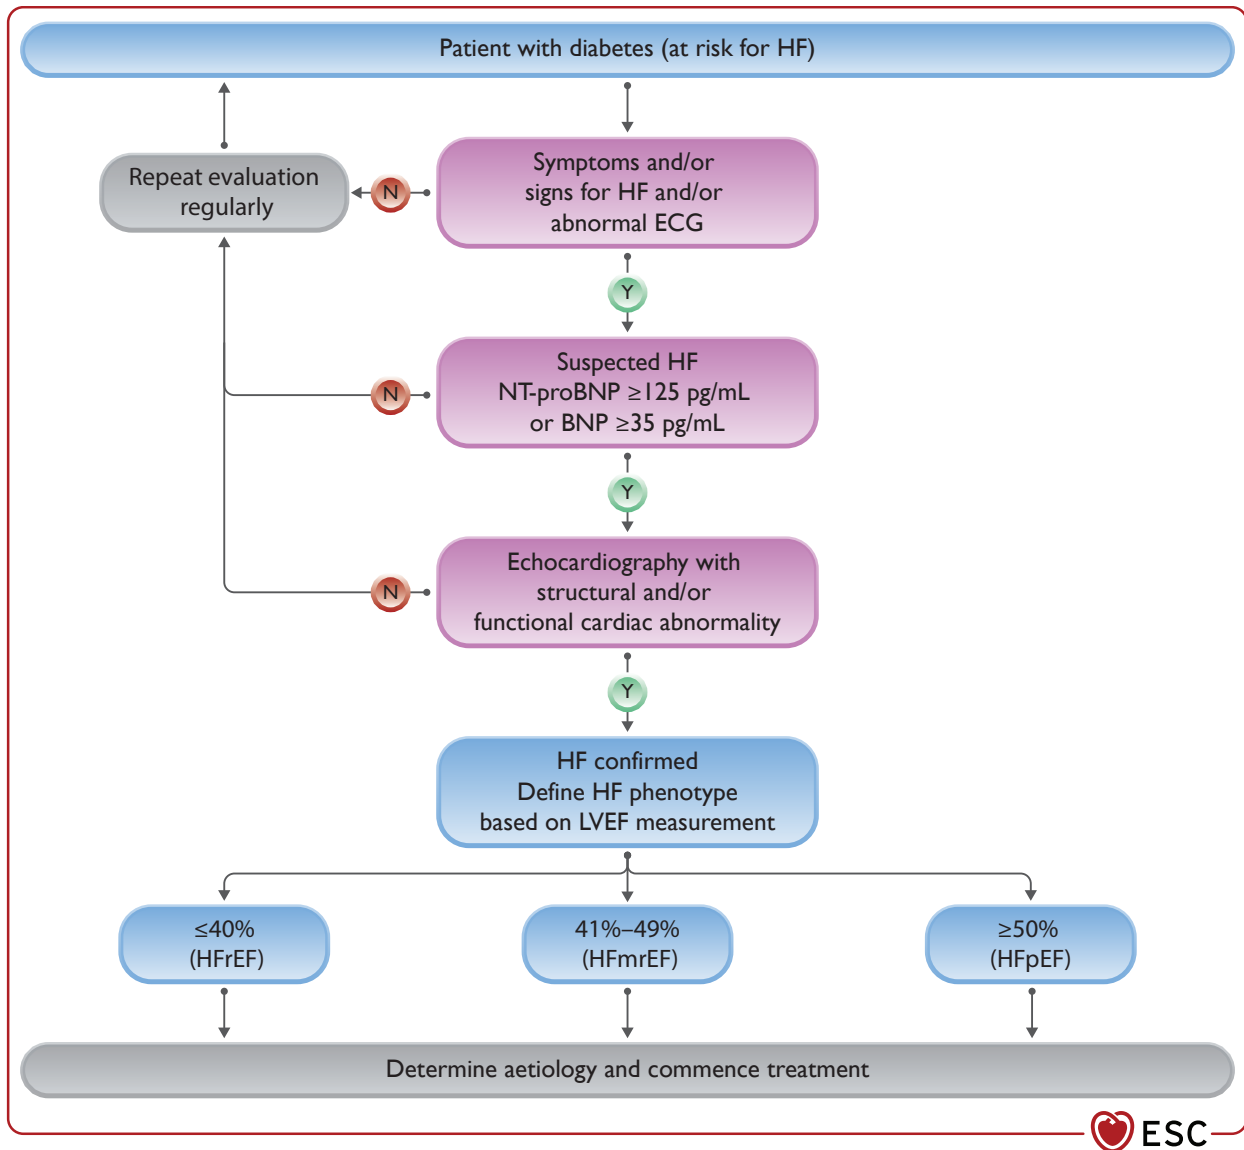 Patient with diabetes (at risk for HF)
Symptoms and/or
signs for HF and/or
abnormal ECG
N
Repeat evaluation
regularly
Y
Suspected HF
NT-proBNP ≥125 pg/mL
or BNP ≥35 pg/mL
N
Y
Echocardiography with
structural and/or
functional cardiac abnormality
N
Y
HF confirmed
Define HF phenotype
based on LVEF measurement
≤40%
(HFrEF)
41%–49%
(HFmrEF)
≥50%
(HFpEF)
Determine aetiology and commence treatment
ESC